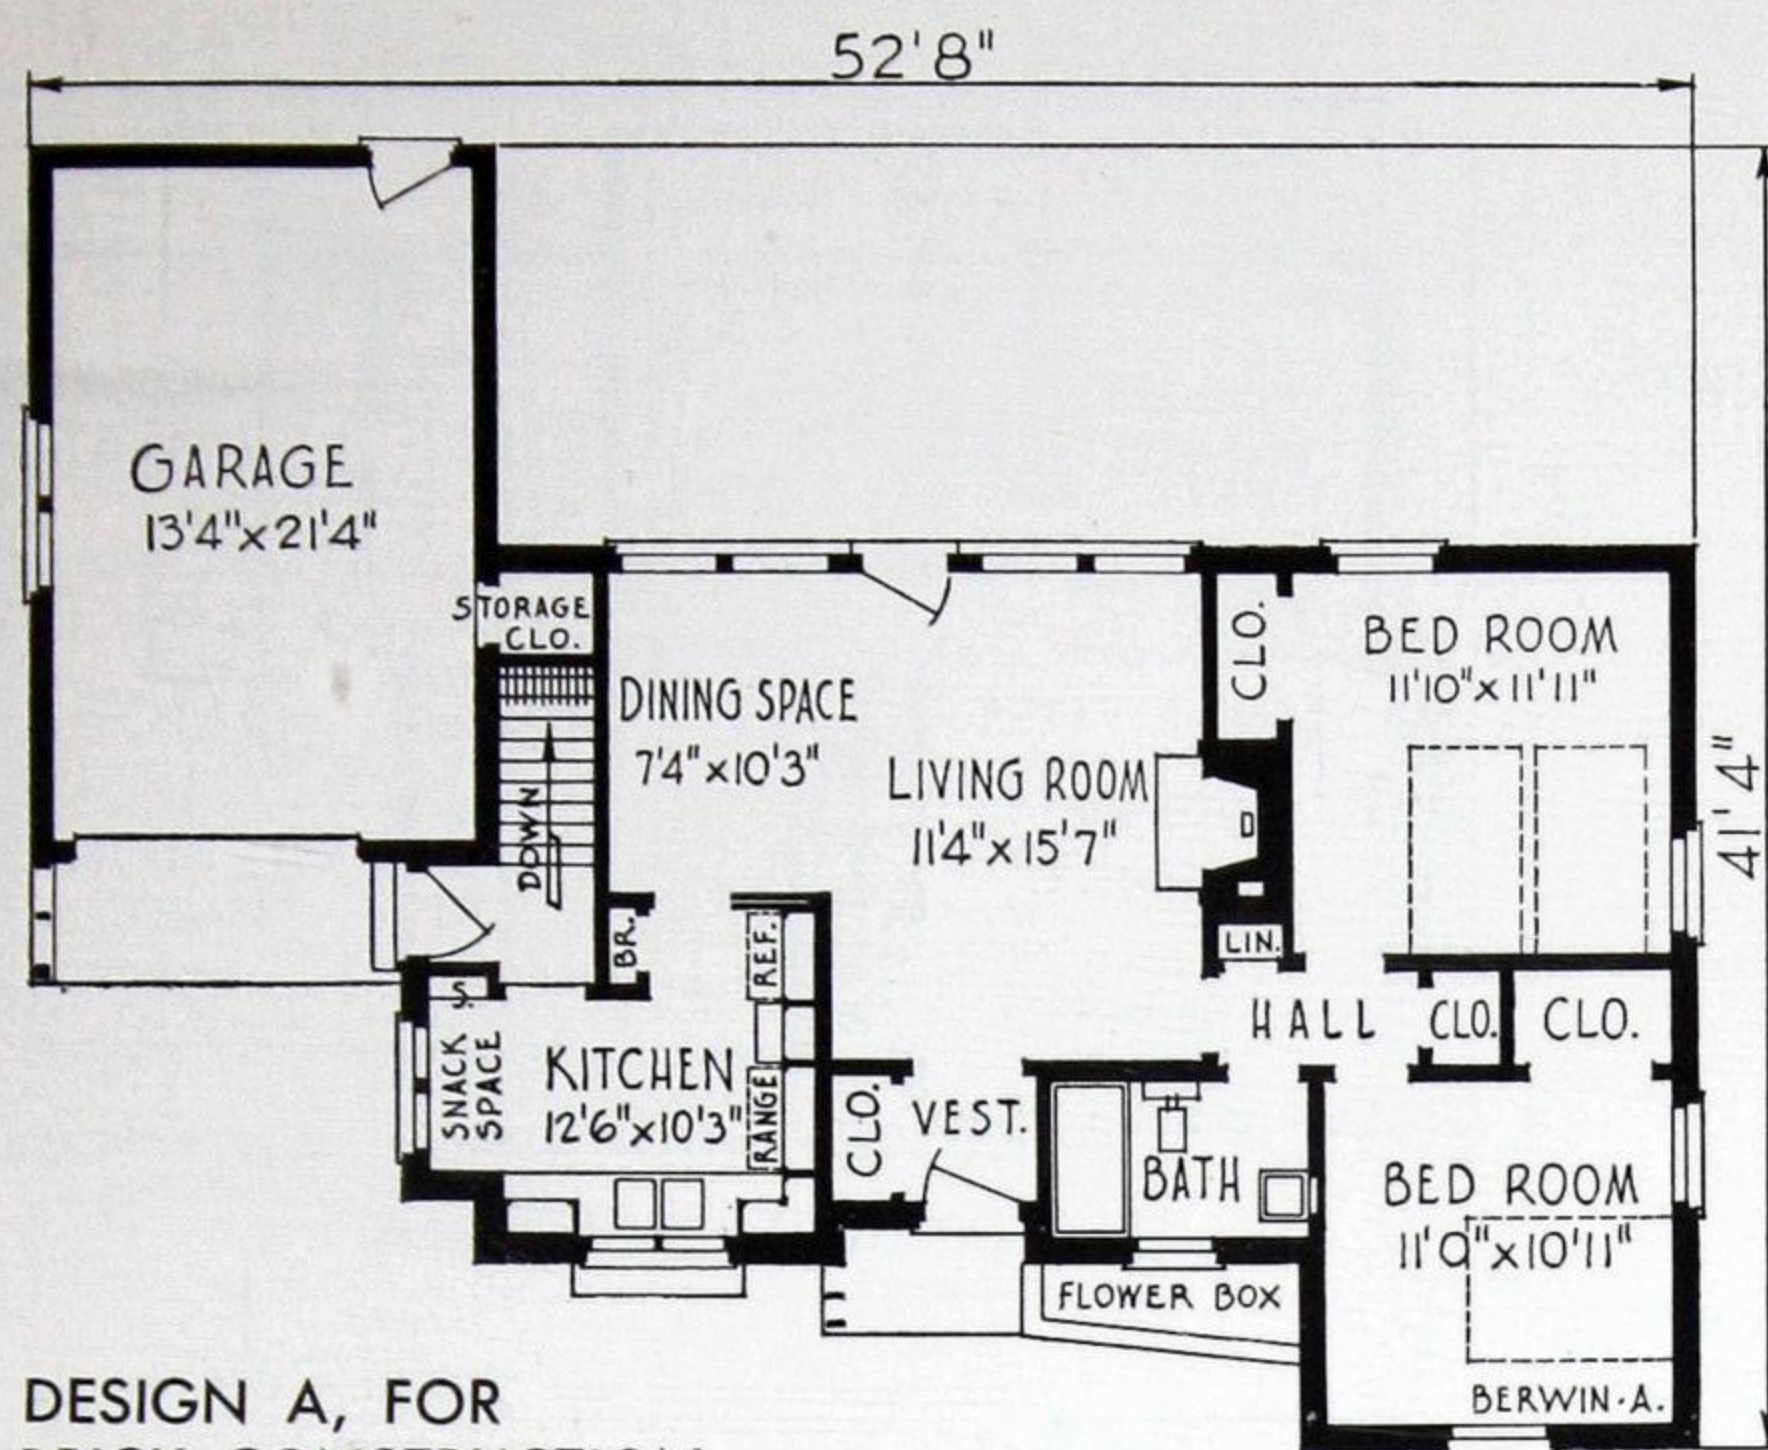 52'8"
GARAGE
13'4"x21'4"
STORAGE
CLO.
DINING SPACE
7'4"x10'3"
LIVING ROOM
11'4"x15'7"
CLO.
BED ROOM
11'10"x11'11"
41'4"
DOWN
BR.
REF.
LIN.
HALL
CLO.
CLO.
S.
SNACK
SPACE
KITCHEN
12'6"x10'3"
RANGE
CLO.
VEST.
BATH
BED ROOM
11'9"x10'11"
FLOWER BOX
BERWIN·A.
DESIGN A, FOR
BRICK CONSTRUCTION